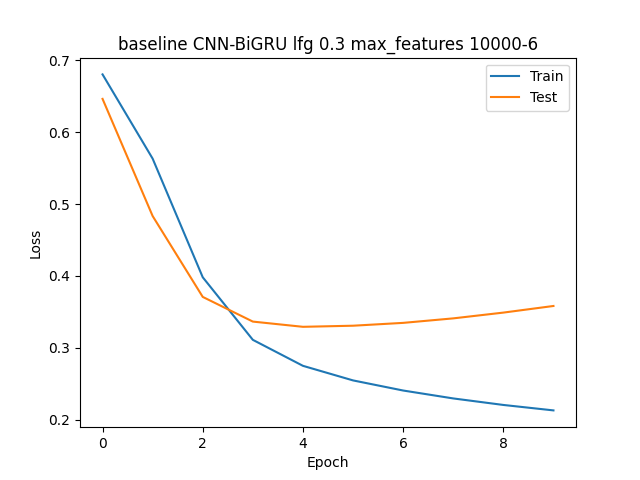 baseline CNN-BiGRU lfg 0.3 max_features 10000-6
Train
Test
0.7
0.6
0.5
0.4
0.3
0.2
Loss
0 2 4 6 8
Epoch